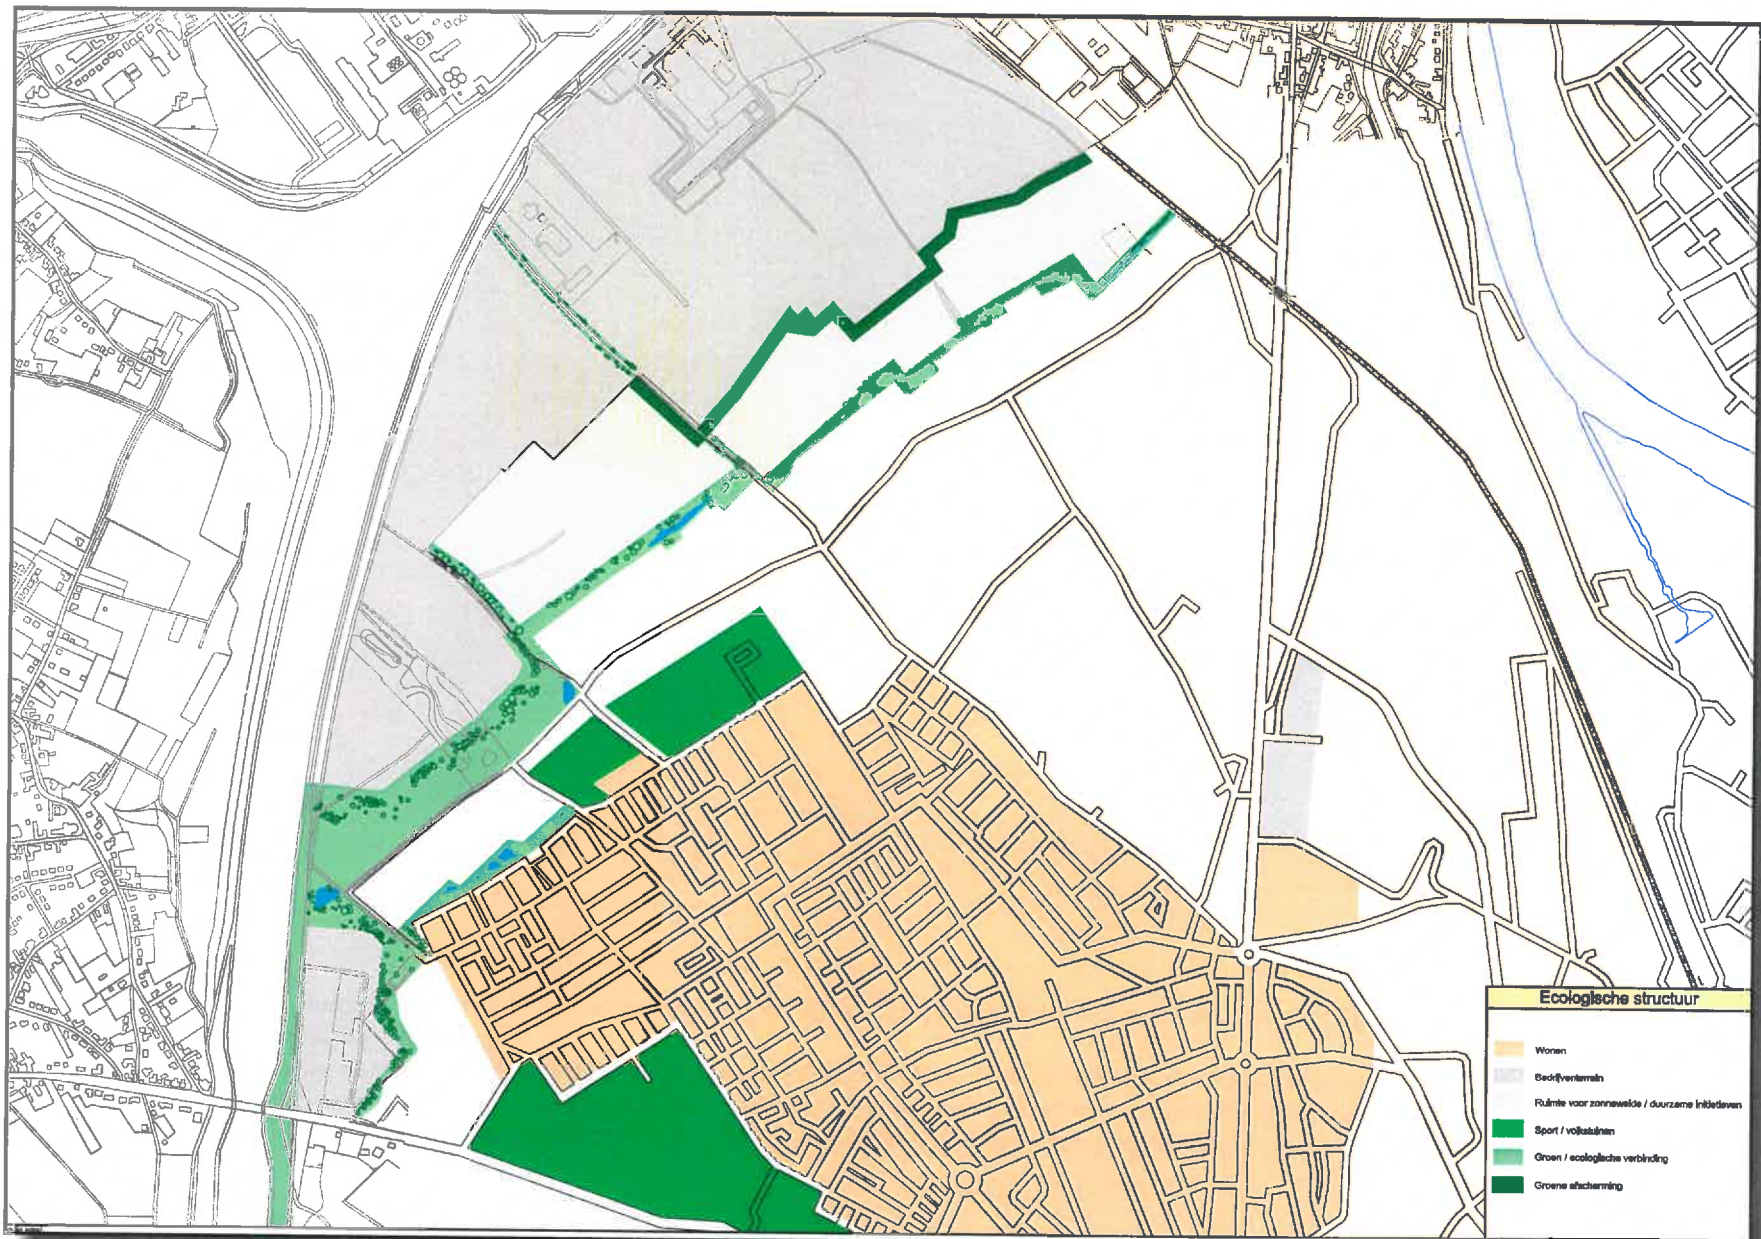 Ecologische structuur
Wonen
Bedrijventerrein
Ruimte voor zonneweide / duurzame initiatieven
Sport / volkstuinen
Groen / ecologische verbinding
Groene afscherming